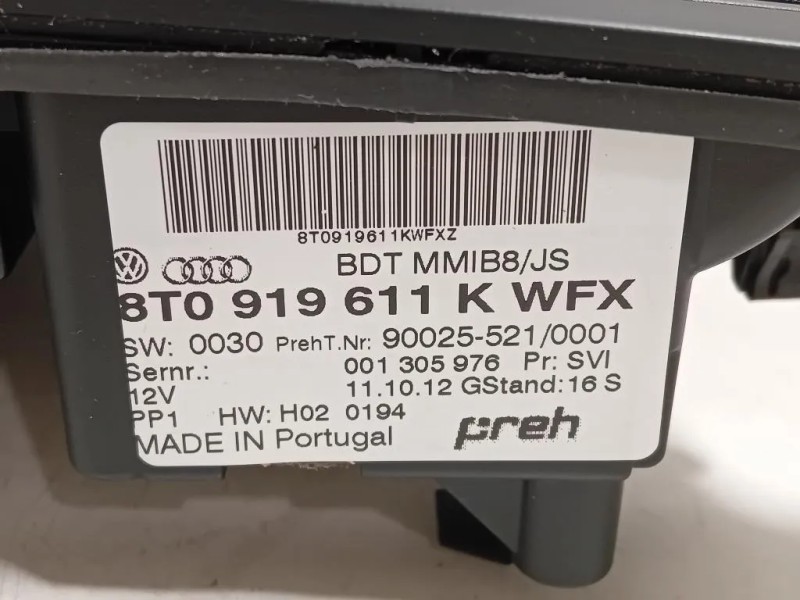 8T0919611KWFXZ
BDT MMIB8/JS
8T0 919 611 K WFX
SW: 0030 PrehT.Nr: 90025-521/0001
Sernr.: 001 305 976 Pr: SVI
12V 11.10.12 GStand: 16 S
PP1 HW: H02 0194
MADE IN Portugal preh